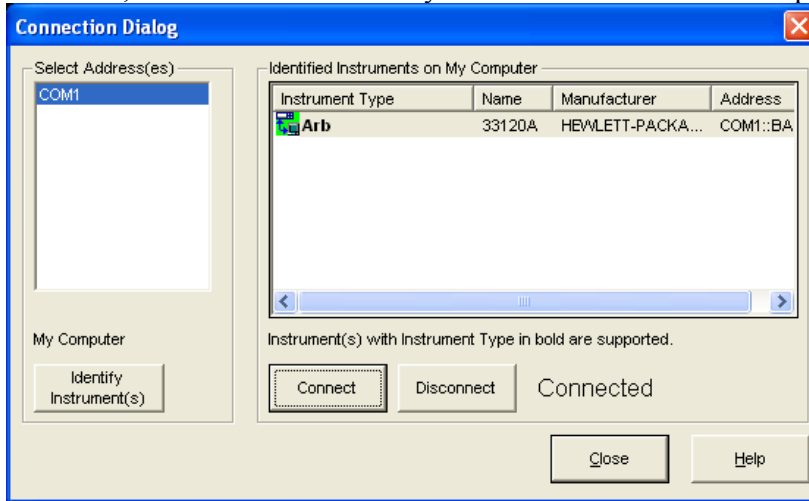 Connection Dialog
Select Address(es)
COM1
My Computer
Identify
Instrument(s)
Identified Instruments on My Computer
Instrument Type Name Manufacturer Address
Arb 33120A HEWLETT-PACKA... COM1::BA
Instrument(s) with Instrument Type in bold are supported.
Connect Disconnect Connected
Close Help